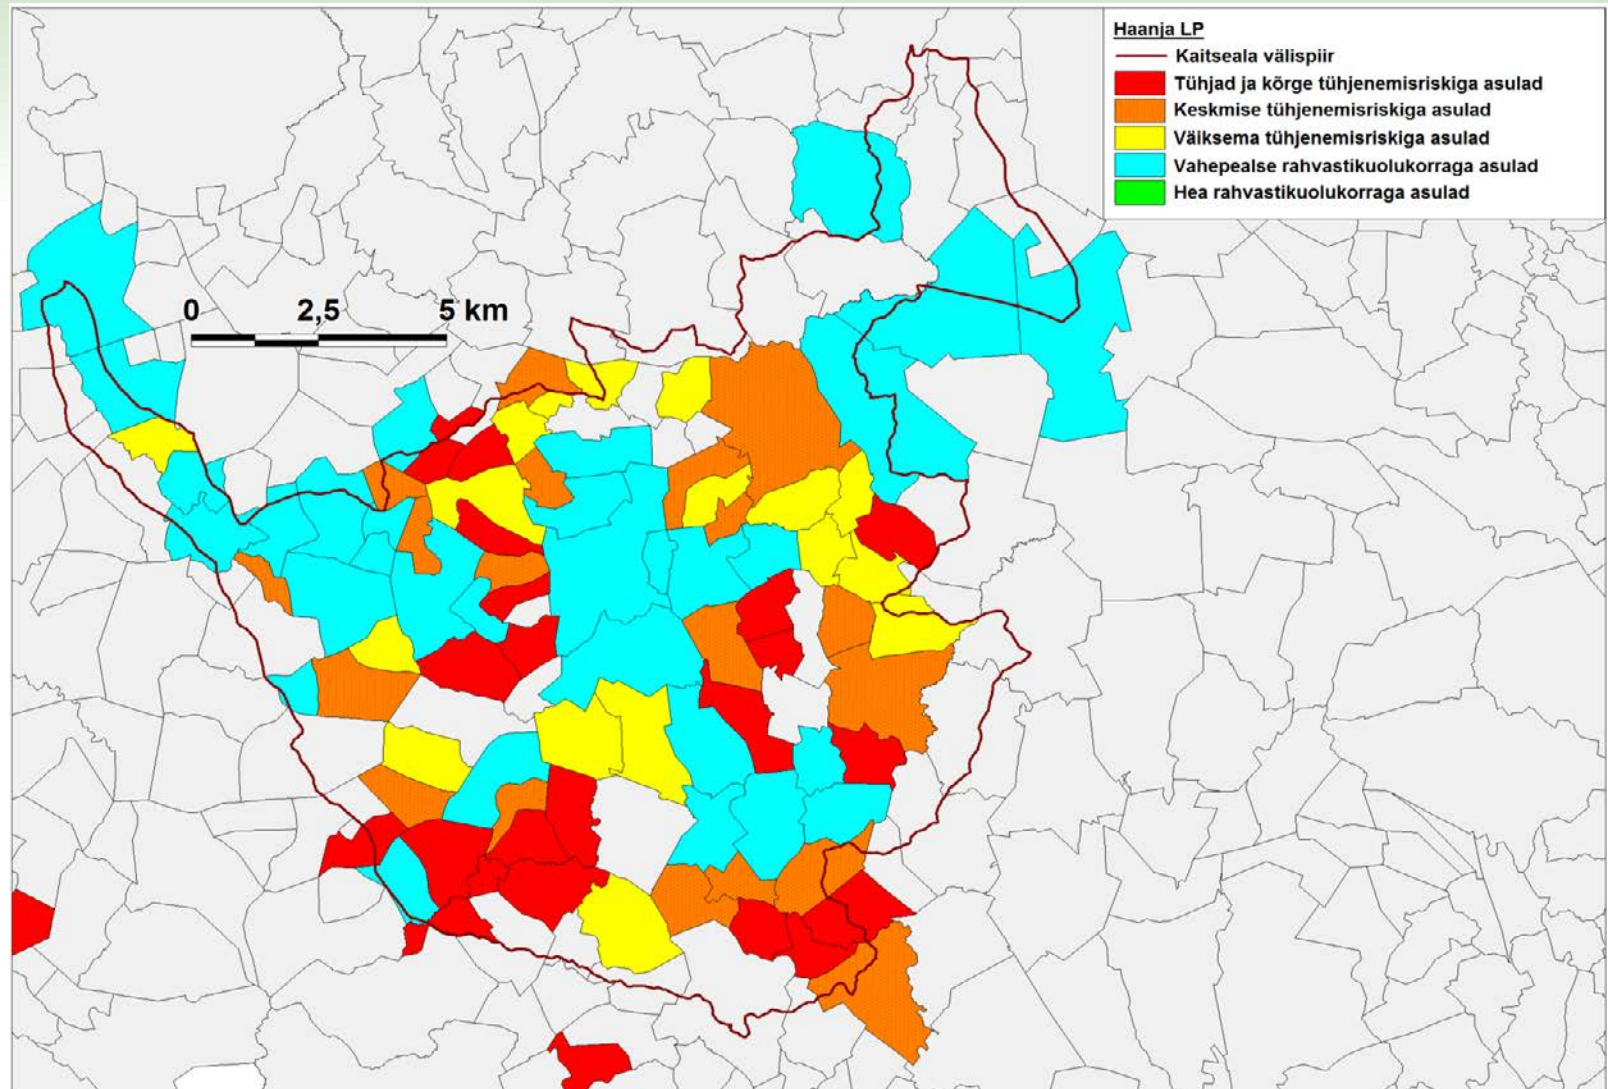 Haanja LP
Kaitseala välispiir
Tühjad ja kõrge tühjenemisriskiga asulad
Keskmise tühjenemisriskiga asulad
Väiksema tühjenemisriskiga asulad
Vahepealse rahvastikuolukorraga asulad
Hea rahvastikuolukorraga asulad
0 2,5 5 km